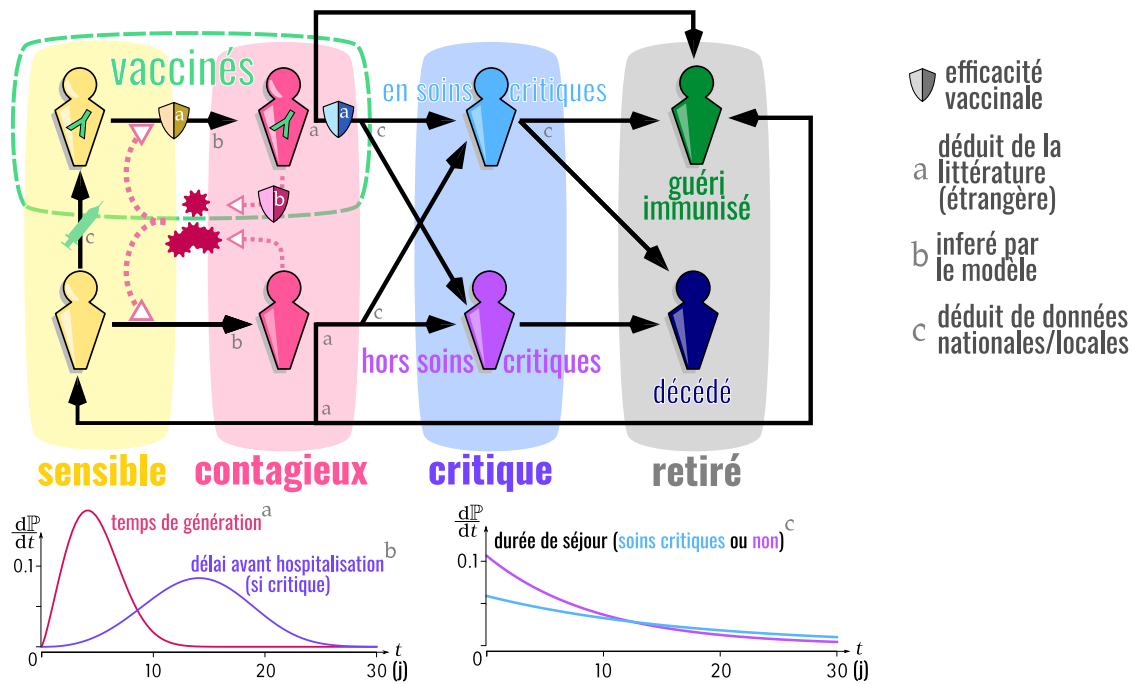 vaccinés
en soins critiques
a
a
a
b
c
c
b
c
b
c
a
a
guéri
immunisé
hors soins critiques
décédé
sensible
contagieux
critique
retiré
efficacité
vaccinale
a déduit de la
littérature
(étrangère)
b inféré par
le modèle
c déduit de données
nationales/locales
dℙ
dt
0.1
0
temps de génération a
délai avant hospitalisation b
(si critique)
10
20
30
t
(j)
dℙ
dt
0.1
0
durée de séjour (soins critiques ou non) c
10
20
30
t
(j)